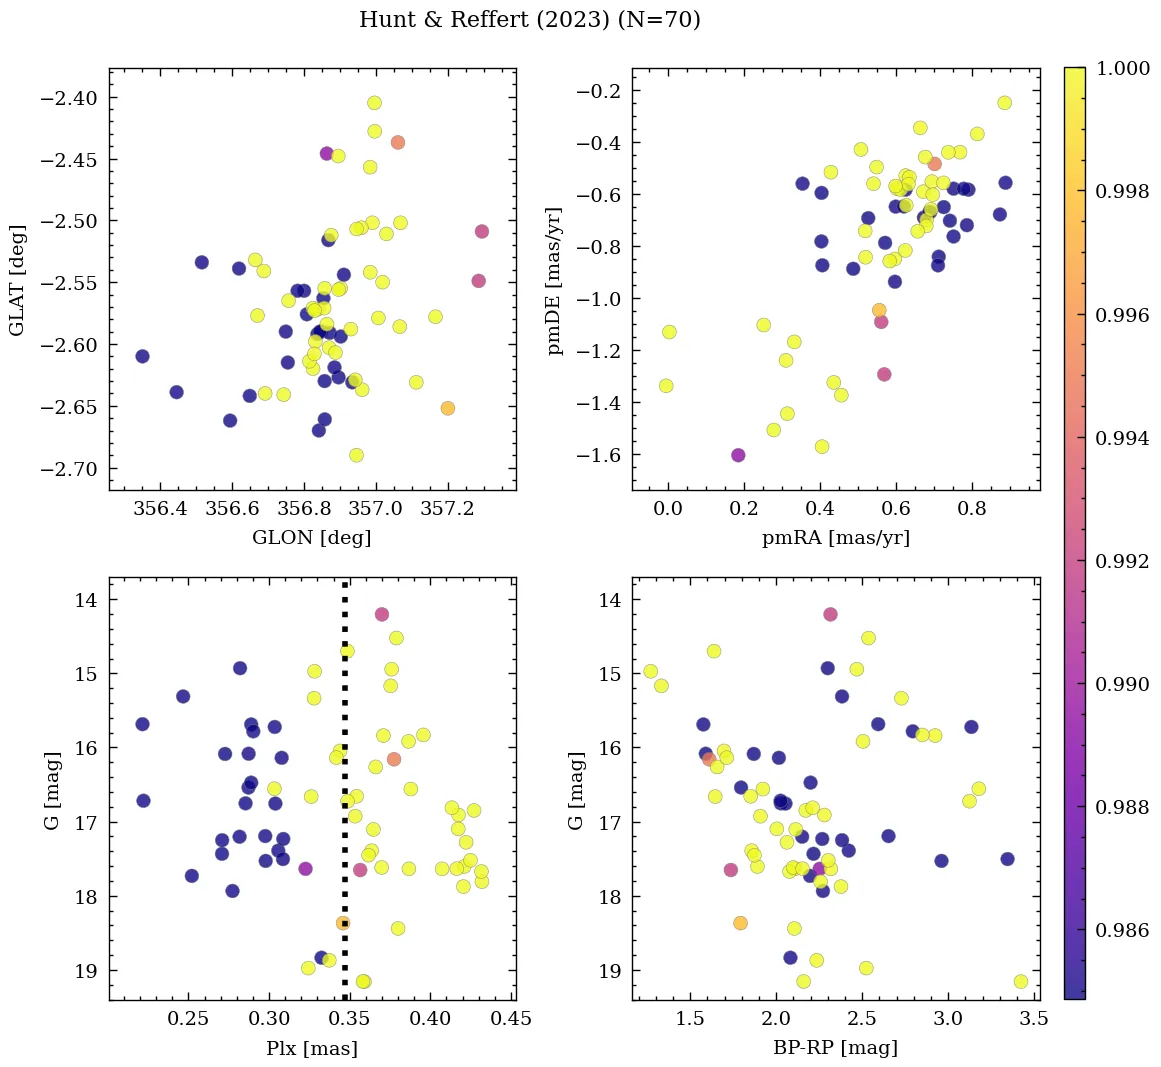 Hunt & Reffert (2023) (N=70)
−2.40
−2.45
−2.50
−2.55
−2.60
−2.65
−2.70
GLAT [deg]
356.4 356.6 356.8 357.0 357.2
GLON [deg]
−0.2
−0.4
−0.6
−0.8
−1.0
−1.2
−1.4
−1.6
pmDE [mas/yr]
0.0 0.2 0.4 0.6 0.8
pmRA [mas/yr]
14
15
16
17
18
19
G [mag]
0.25 0.30 0.35 0.40 0.45
Plx [mas]
14
15
16
17
18
19
G [mag]
1.5 2.0 2.5 3.0 3.5
BP-RP [mag]
1.000
0.998
0.996
0.994
0.992
0.990
0.988
0.986